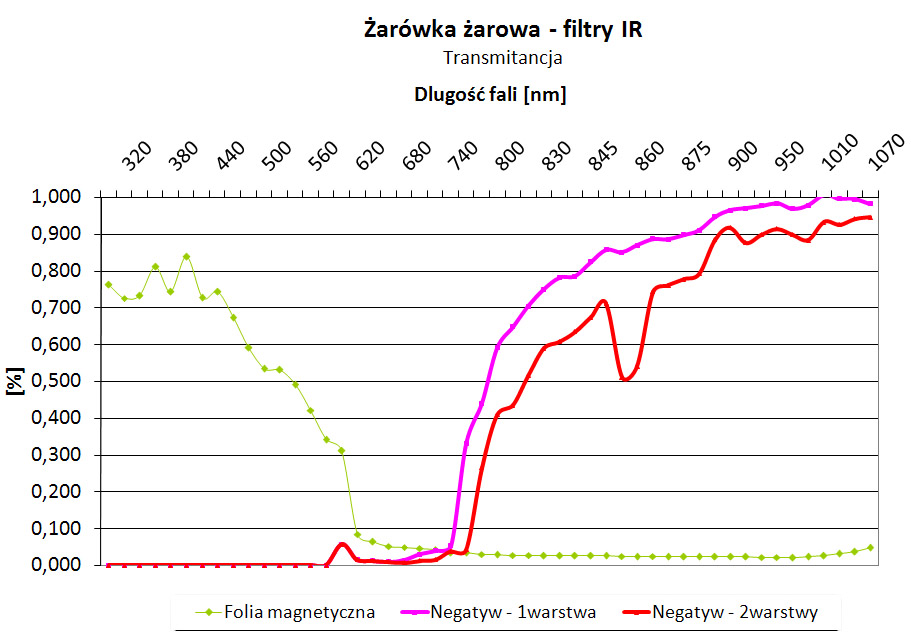 Żarówka żarowa - filtry IR
Transmitancja
Dlugość fali [nm]
320 380 440 500 560 620 680 740 800 830 845 860 875 900 950 1010 1070
1,000
0,900
0,800
0,700
0,600
0,500
0,400
0,300
0,200
0,100
0,000
[%]
Folia magnetyczna Negatyw - 1warstwa Negatyw - 2warstwy